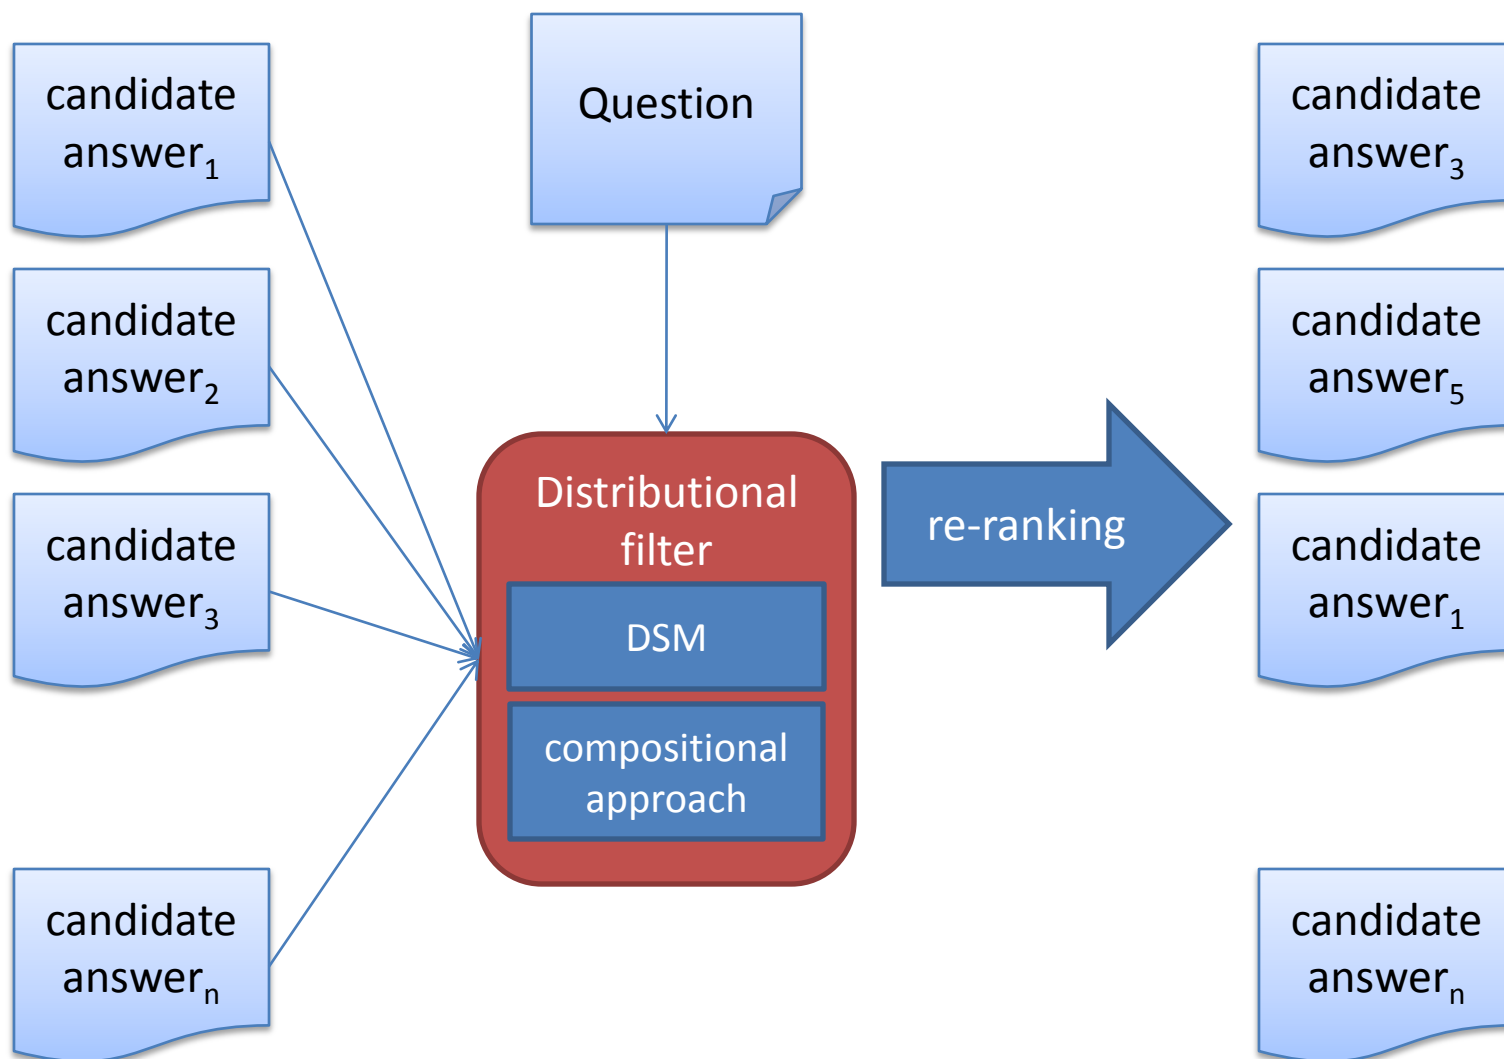 candidate
answer₁
candidate
answer₂
candidate
answer₃
candidate
answerₙ
Question
Distributional
filter
DSM
compositional
approach
re-ranking
candidate
answer₃
candidate
answer₅
candidate
answer₁
candidate
answerₙ